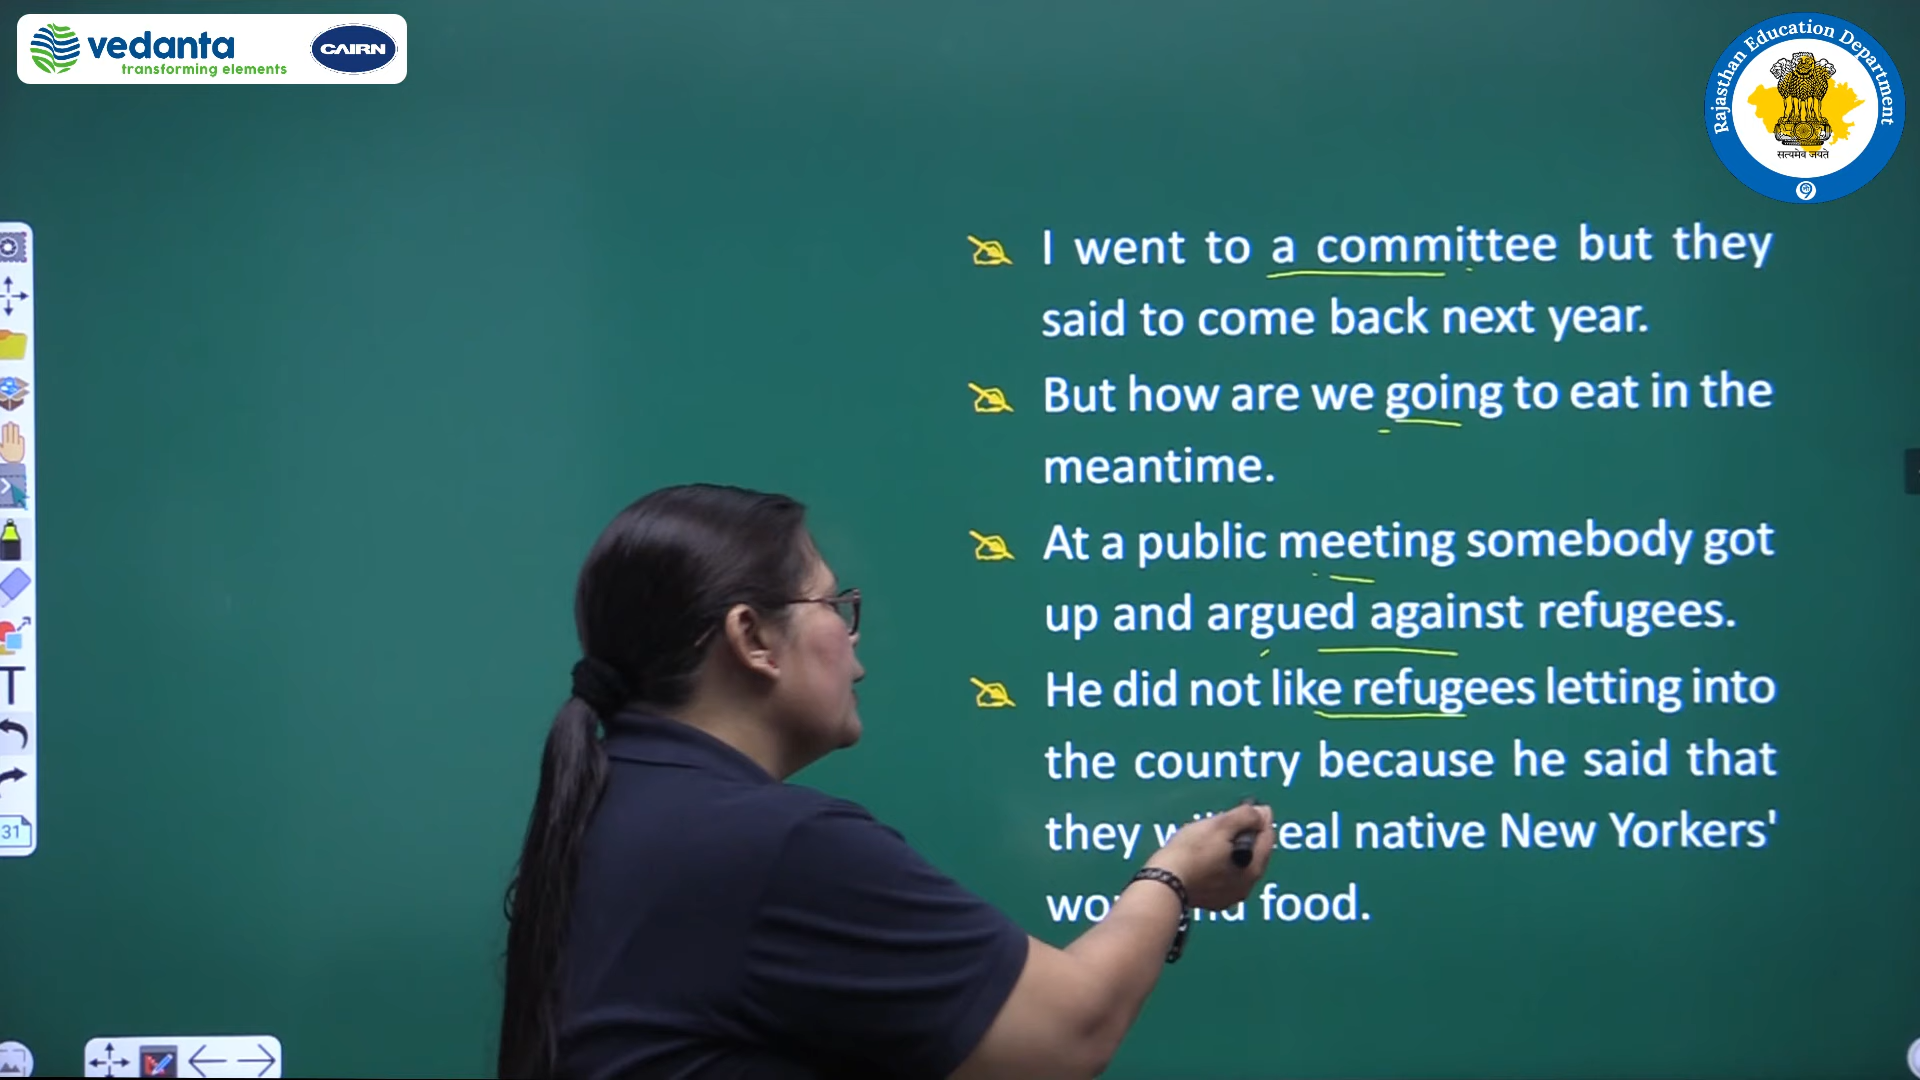 vedanta
transforming elements
CAIRN
Rajasthan Education Department
सत्यमेव जयते
I went to a committee but they
said to come back next year.
But how are we going to eat in the
meantime.
At a public meeting somebody got
up and argued against refugees.
He did not like refugees letting into
the country because he said that
they native New Yorkers'
food.
31
T